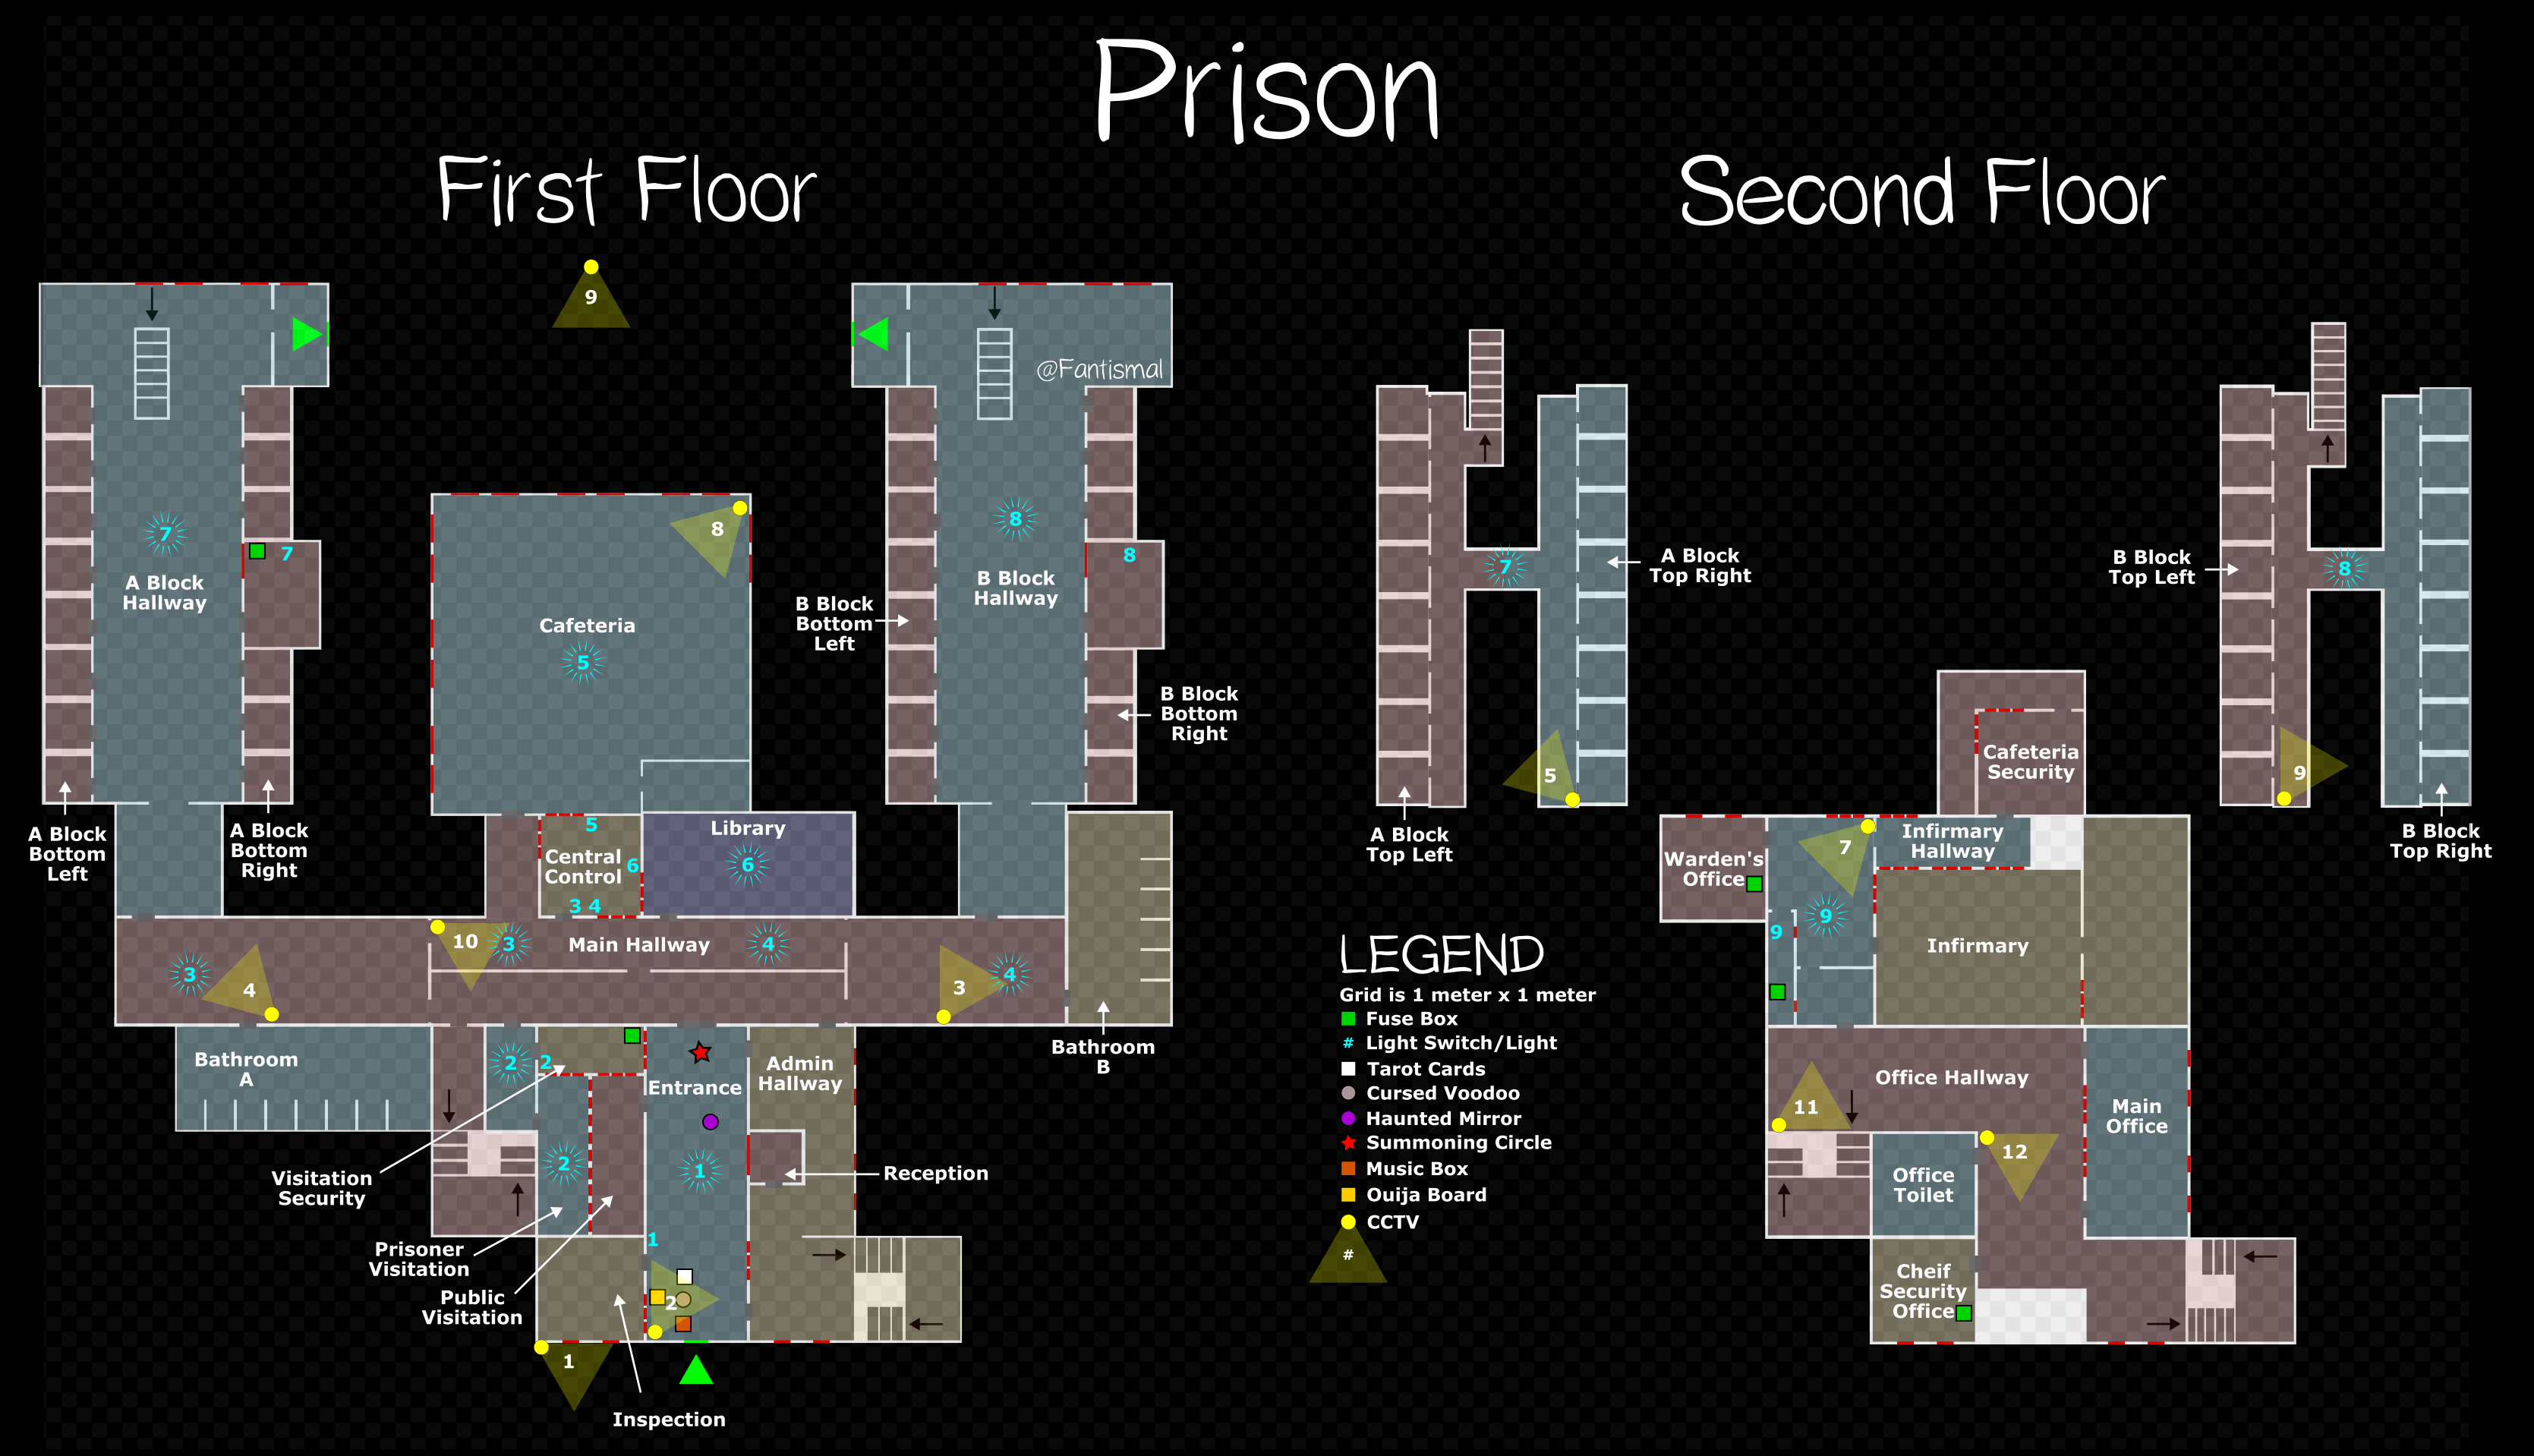 Prison
First Floor
Second Floor
9
@Fantismal
8
7
7
A Block
Hallway
8
B Block
Hallway
8
Cafeteria
5
B Block
Bottom
Left
B Block
Bottom
Right
A Block
Bottom
Left
A Block
Bottom
Right
5
Central
Control
6
3 4
Library
6
10
3
Main Hallway
4
3
4
3
4
Bathroom
A
2
2
Entrance
Admin
Hallway
Bathroom
B
Visitation
Security
2
1
Reception
Prisoner
Visitation
1
Public
Visitation
2
1
Inspection
7
A Block
Top Right
5
A Block
Top Left
B Block
Top Left
8
9
B Block
Top Right
Cafeteria
Security
Warden's
Office
7
Infirmary
Hallway
9
9
Infirmary
Office Hallway
11
Main
Office
12
Office
Toilet
Cheif
Security
Office
LEGEND
Grid is 1 meter x 1 meter
Fuse Box
# Light Switch/Light
Tarot Cards
Cursed Voodoo
Haunted Mirror
Summoning Circle
Music Box
Ouija Board
CCTV
#